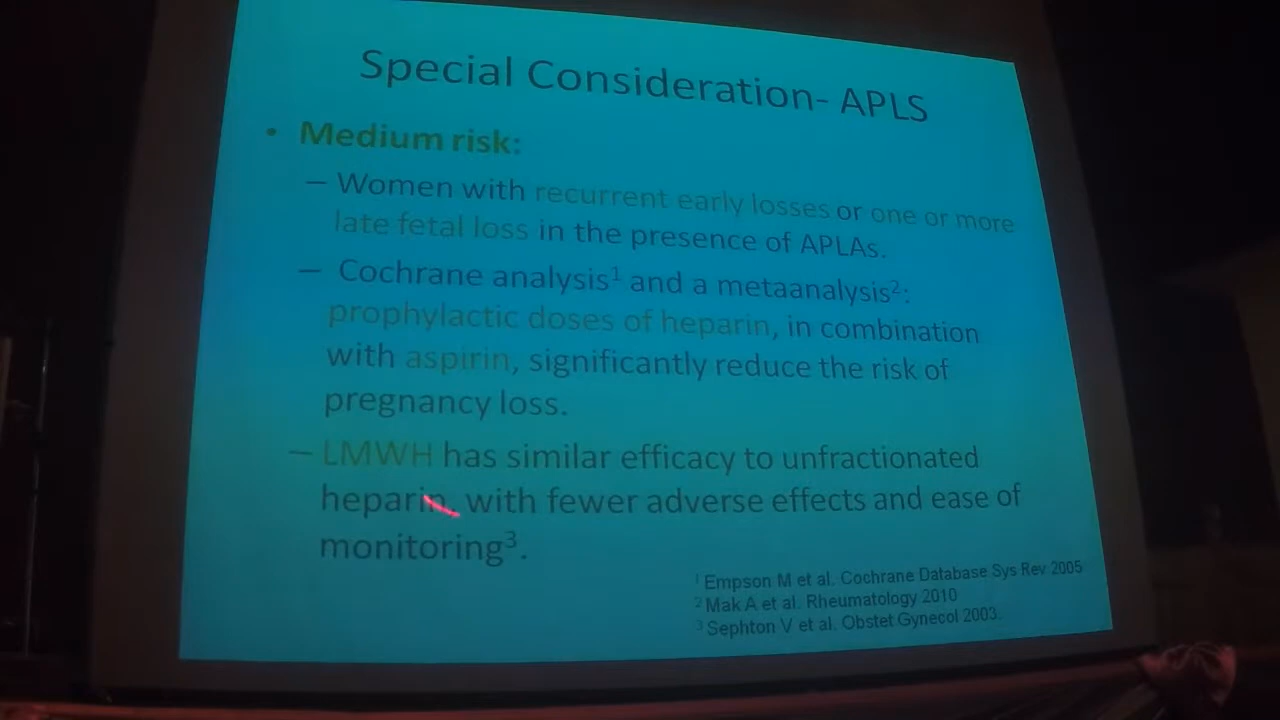 Special Consideration- APLS
• Medium risk:
– Women with recurrent early losses or one or more
late fetal loss in the presence of APLAs.
– Cochrane analysis¹ and a metaanalysis²:
prophylactic doses of heparin, in combination
with aspirin, significantly reduce the risk of
pregnancy loss.
– LMWH has similar efficacy to unfractionated
heparin, with fewer adverse effects and ease of
monitoring³.
¹ Empson M et al. Cochrane Database Sys Rev 2005
² Mak A et al. Rheumatology 2010
³ Sephton V et al. Obstet Gynecol 2003.